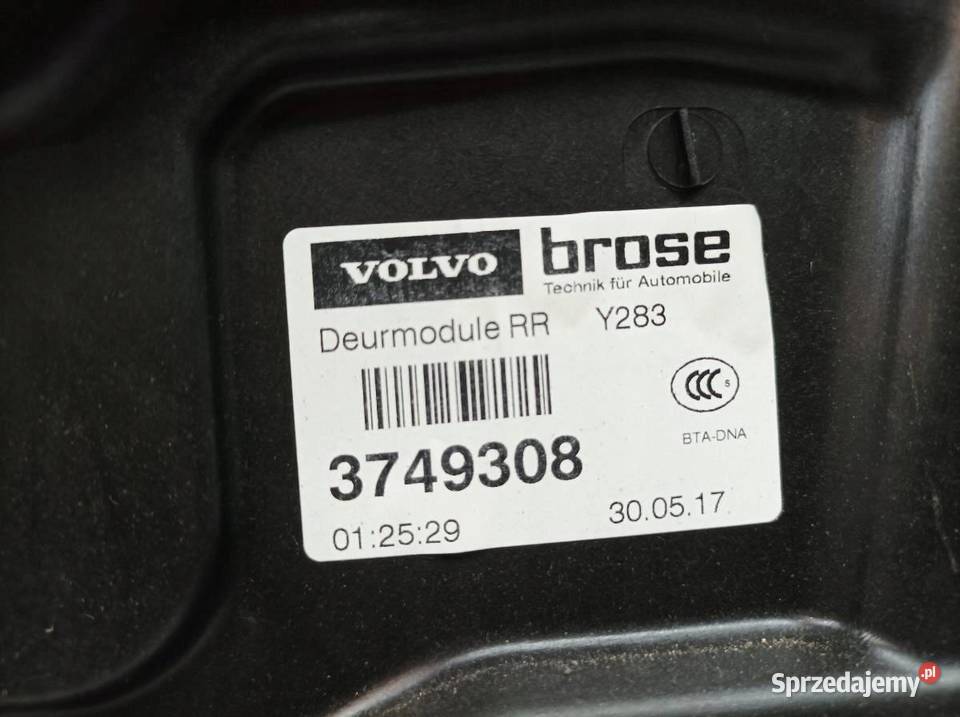 VOLVO
brose
Technik für Automobile
Deurmodule RR Y283
CCC S
BTA-DNA
3749308
01:25:29 30.05.17
Sprzedajemy.pl